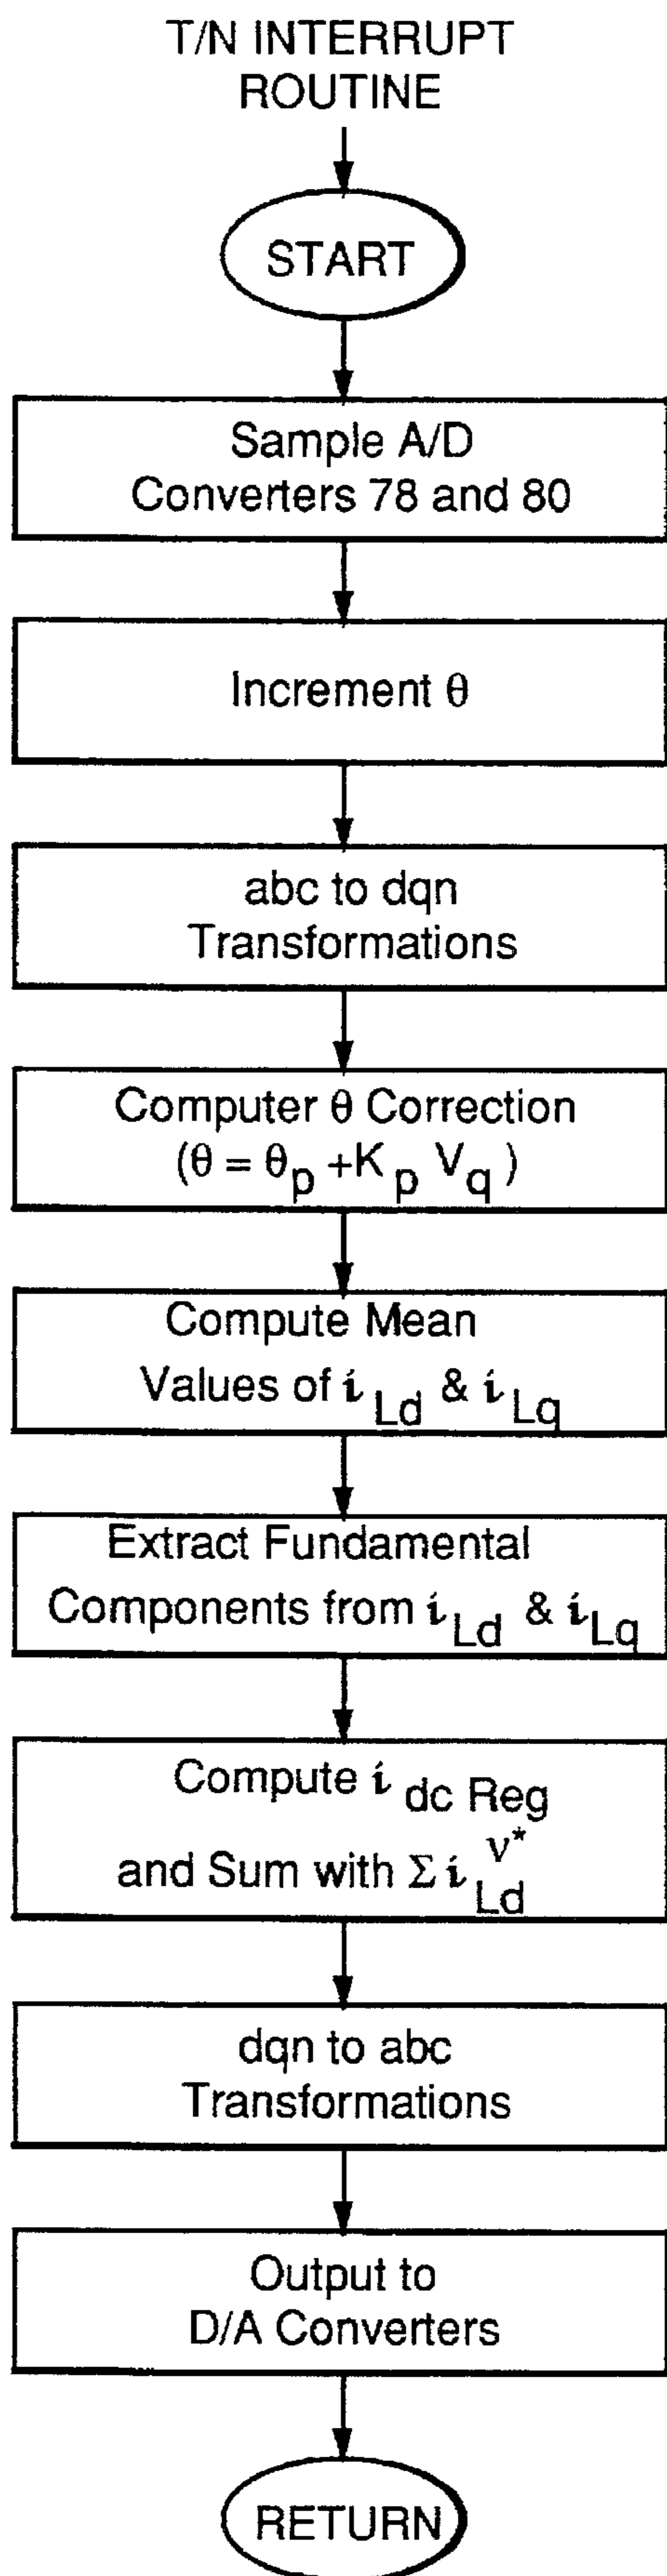 T/N INTERRUPT
ROUTINE
START
Sample A/D
Converters 78 and 80
Increment θ
abc to dqn
Transformations
Computer θ Correction
(θ = θp +Kp Vq )
Compute Mean
Values of iLd & iLq
Extract Fundamental
Components from iLd & iLq
Compute i dc Reg
and Sum with Σ i Ld ν*
dqn to abc
Transformations
Output to
D/A Converters
RETURN